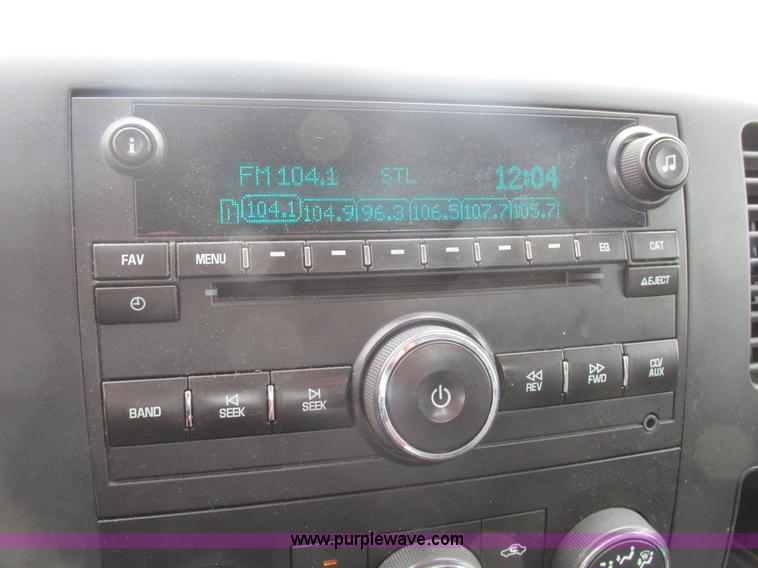 i
FM 104.1 STL 12:04
1 104.1 104.9 96.3 106.5 107.7 105.7
FAV MENU EQ CAT
EJECT
BAND SEEK SEEK REV FWD CD/
AUX
www.purplewave.com